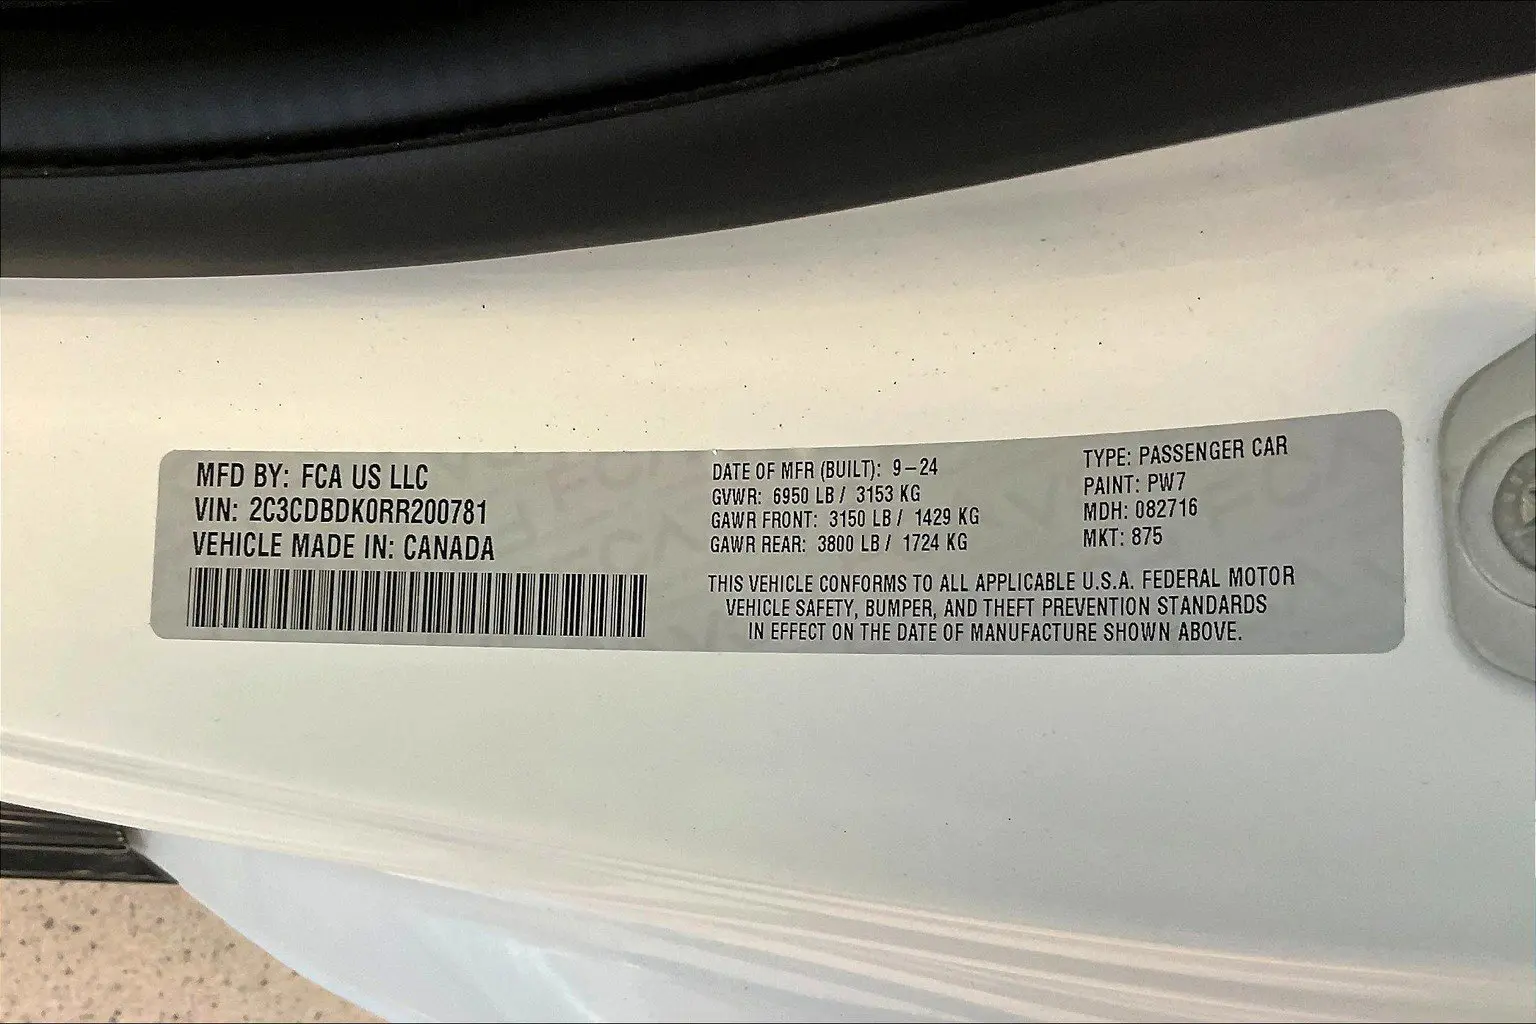 MFD BY: FCA US LLC
VIN: 2C3CDBDK0RR200781
VEHICLE MADE IN: CANADA
DATE OF MFR (BUILT): 9-24
GVWR: 6950 LB / 3153 KG
GAWR FRONT: 3150 LB / 1429 KG
GAWR REAR: 3800 LB / 1724 KG
TYPE: PASSENGER CAR
PAINT: PW7
MDH: 082716
MKT: 875
THIS VEHICLE CONFORMS TO ALL APPLICABLE U.S.A. FEDERAL MOTOR
VEHICLE SAFETY, BUMPER, AND THEFT PREVENTION STANDARDS
IN EFFECT ON THE DATE OF MANUFACTURE SHOWN ABOVE.